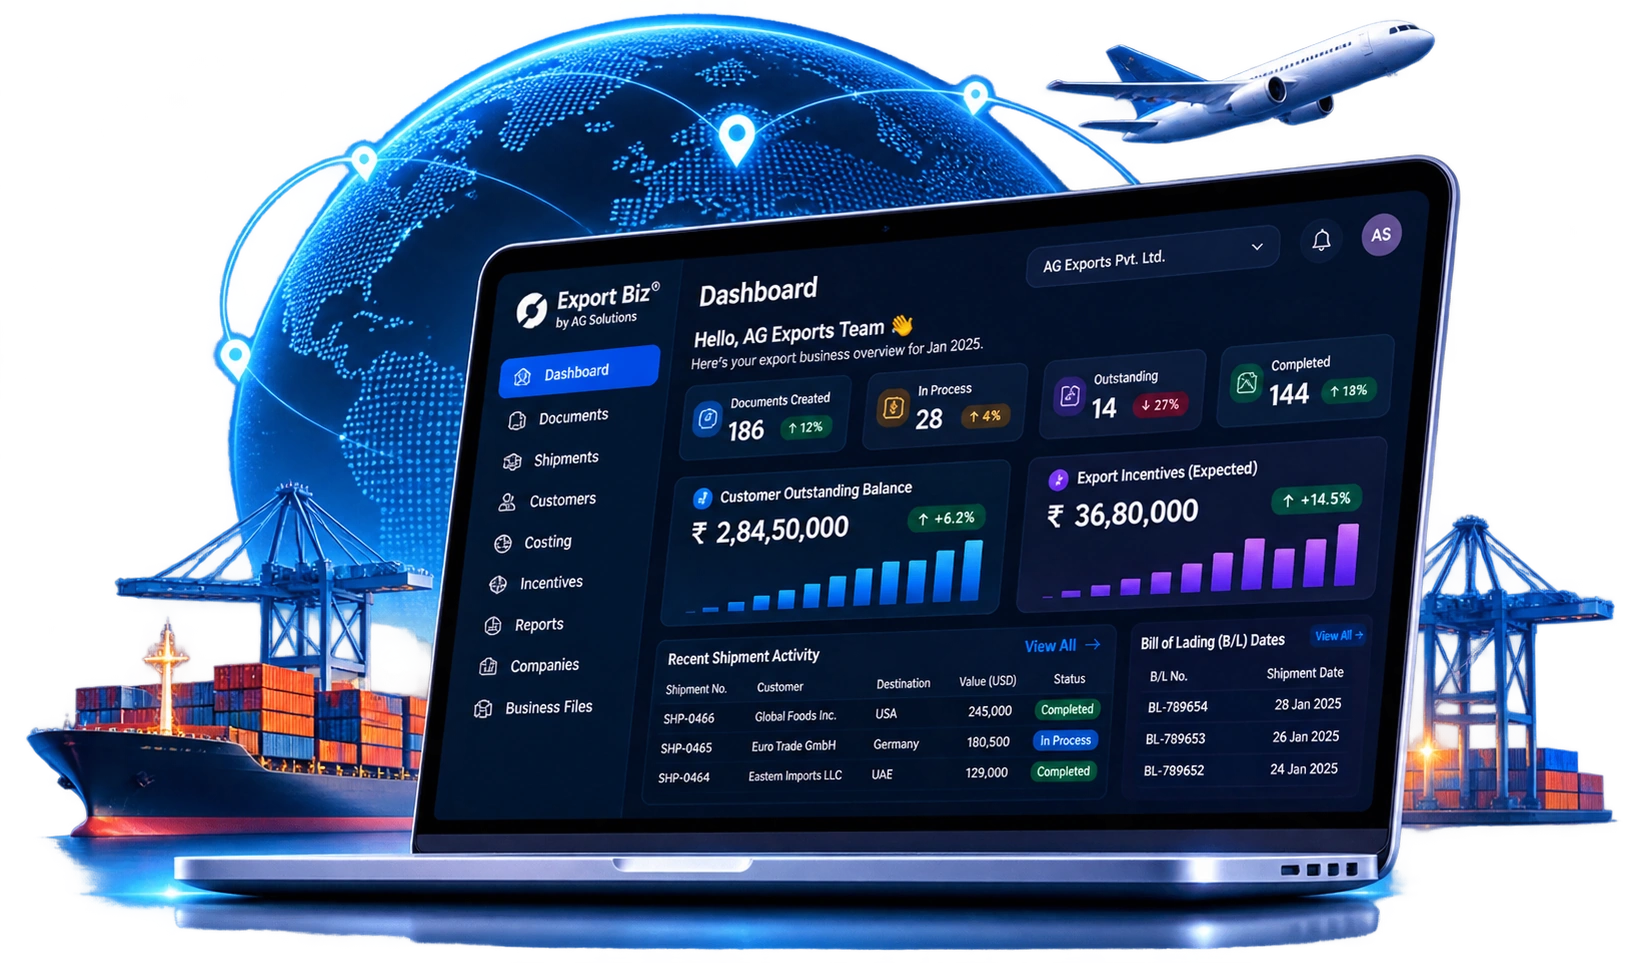 Export Biz®
by AG Solutions
Dashboard
Documents
Shipments
Customers
Costing
Incentives
Reports
Companies
Business Files
Dashboard
AG Exports Pvt. Ltd.
AS
Hello, AG Exports Team 👋
Here's your export business overview for Jan 2025.
Documents Created
186 ↑ 12%
In Process
28 ↑ 4%
Outstanding
14 ↓ 27%
Completed
144 ↑ 18%
Customer Outstanding Balance
₹ 2,84,50,000 ↑ +6.2%
Export Incentives (Expected)
₹ 36,80,000 ↑ +14.5%
Recent Shipment Activity View All →
Shipment No. Customer Destination Value (USD) Status
SHP-0466 Global Foods Inc. USA 245,000 Completed
SHP-0465 Euro Trade GmbH Germany 180,500 In Process
SHP-0464 Eastern Imports LLC UAE 129,000 Completed
Bill of Lading (B/L) Dates View All →
B/L No. Shipment Date
BL-789654 28 Jan 2025
BL-789653 26 Jan 2025
BL-789652 24 Jan 2025